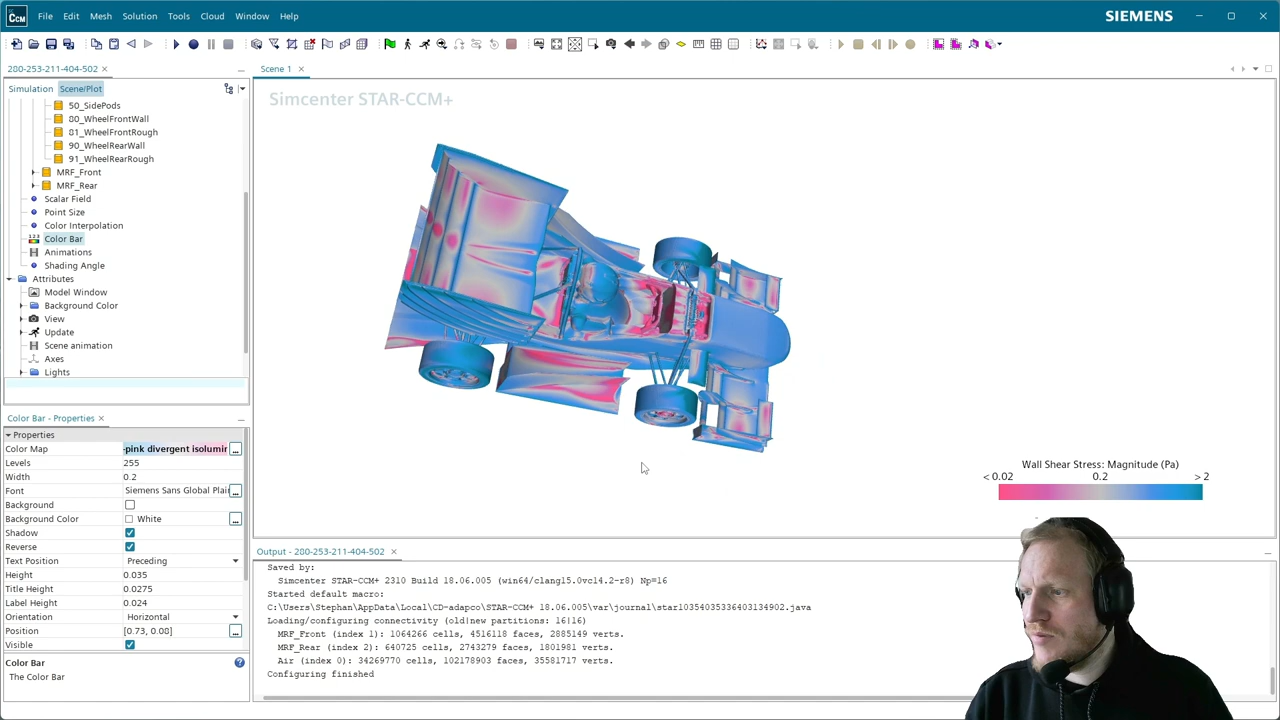 CCM
File Edit Mesh Solution Tools Cloud Window Help
SIEMENS
280-253-211-404-502
Simulation Scene/Plot
50_SidePods
80_WheelFrontWall
81_WheelFrontRough
90_WheelRearWall
91_WheelRearRough
MRF_Front
MRF_Rear
Scalar Field
Point Size
Color Interpolation
Color Bar
Animations
Shading Angle
Attributes
Model Window
Background Color
View
Update
Scene animation
Axes
Lights
Color Bar - Properties
Properties
Color Map -pink divergent isolumir
Levels 255
Width 0.2
Font Siemens Sans Global Plair
Background
Background Color White
Shadow
Reverse
Text Position Preceding
Height 0.035
Title Height 0.0275
Label Height 0.024
Orientation Horizontal
Position [0.73, 0.08]
Visible
Color Bar
The Color Bar
Scene 1
Simcenter STAR-CCM+
Wall Shear Stress: Magnitude (Pa)
< 0.02 0.2 > 2
Output - 280-253-211-404-502
Saved by:
Simcenter STAR-CCM+ 2310 Build 18.06.005 (win64/clang15.0vc14.2-r8) Np=16
Started default macro:
C:\Users\Stephan\AppData\Local\CD-adapco\STAR-CCM+ 18.06.005\var\journal\star10354035336403134902.java
Loading/configuring connectivity (old|new partitions: 16|16)
MRF_Front (index 1): 1064266 cells, 4516118 faces, 2885149 verts.
MRF_Rear (index 2): 640725 cells, 2743279 faces, 1801981 verts.
Air (index 0): 34269770 cells, 102178903 faces, 35581717 verts.
Configuring finished